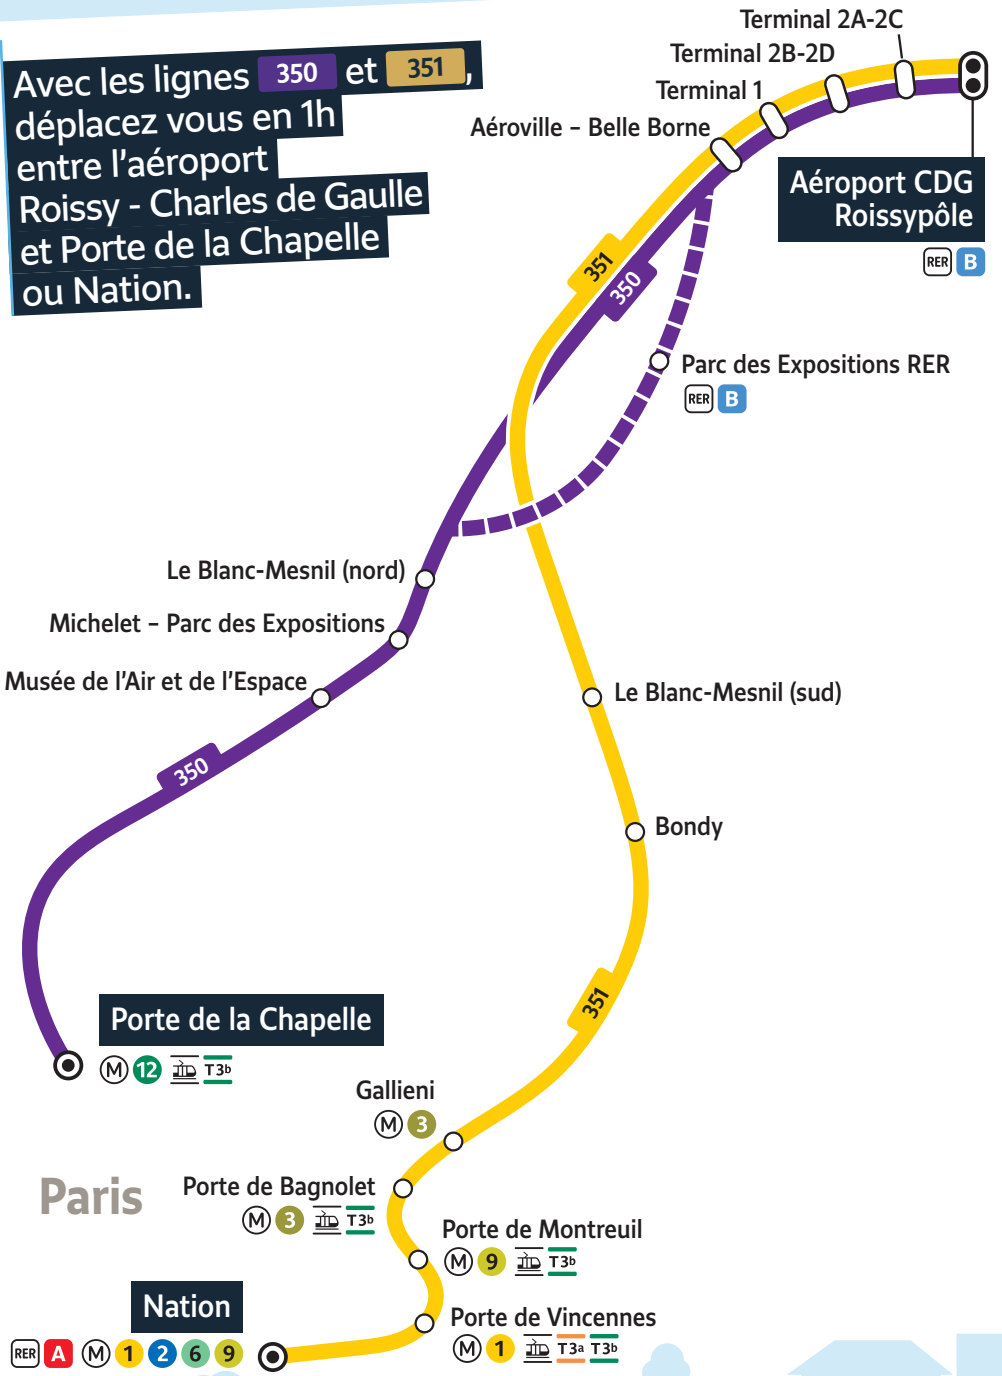 Avec les lignes 350 et 351,
déplacez vous en 1h
entre l'aéroport
Roissy - Charles de Gaulle
et Porte de la Chapelle
ou Nation.
Terminal 2A-2C
Terminal 2B-2D
Terminal 1
Aéroville - Belle Borne
Aéroport CDG
Roissypôle
RER B
351
350
Parc des Expositions RER
RER B
Le Blanc-Mesnil (nord)
Michelet - Parc des Expositions
Musée de l'Air et de l'Espace
Le Blanc-Mesnil (sud)
350
Bondy
351
Porte de la Chapelle
M 12 T3b
Gallieni
M 3
Paris
Porte de Bagnolet
M 3 T3b
Porte de Montreuil
M 9 T3b
Nation
RER A M 1 2 6 9
Porte de Vincennes
M 1 T3a T3b